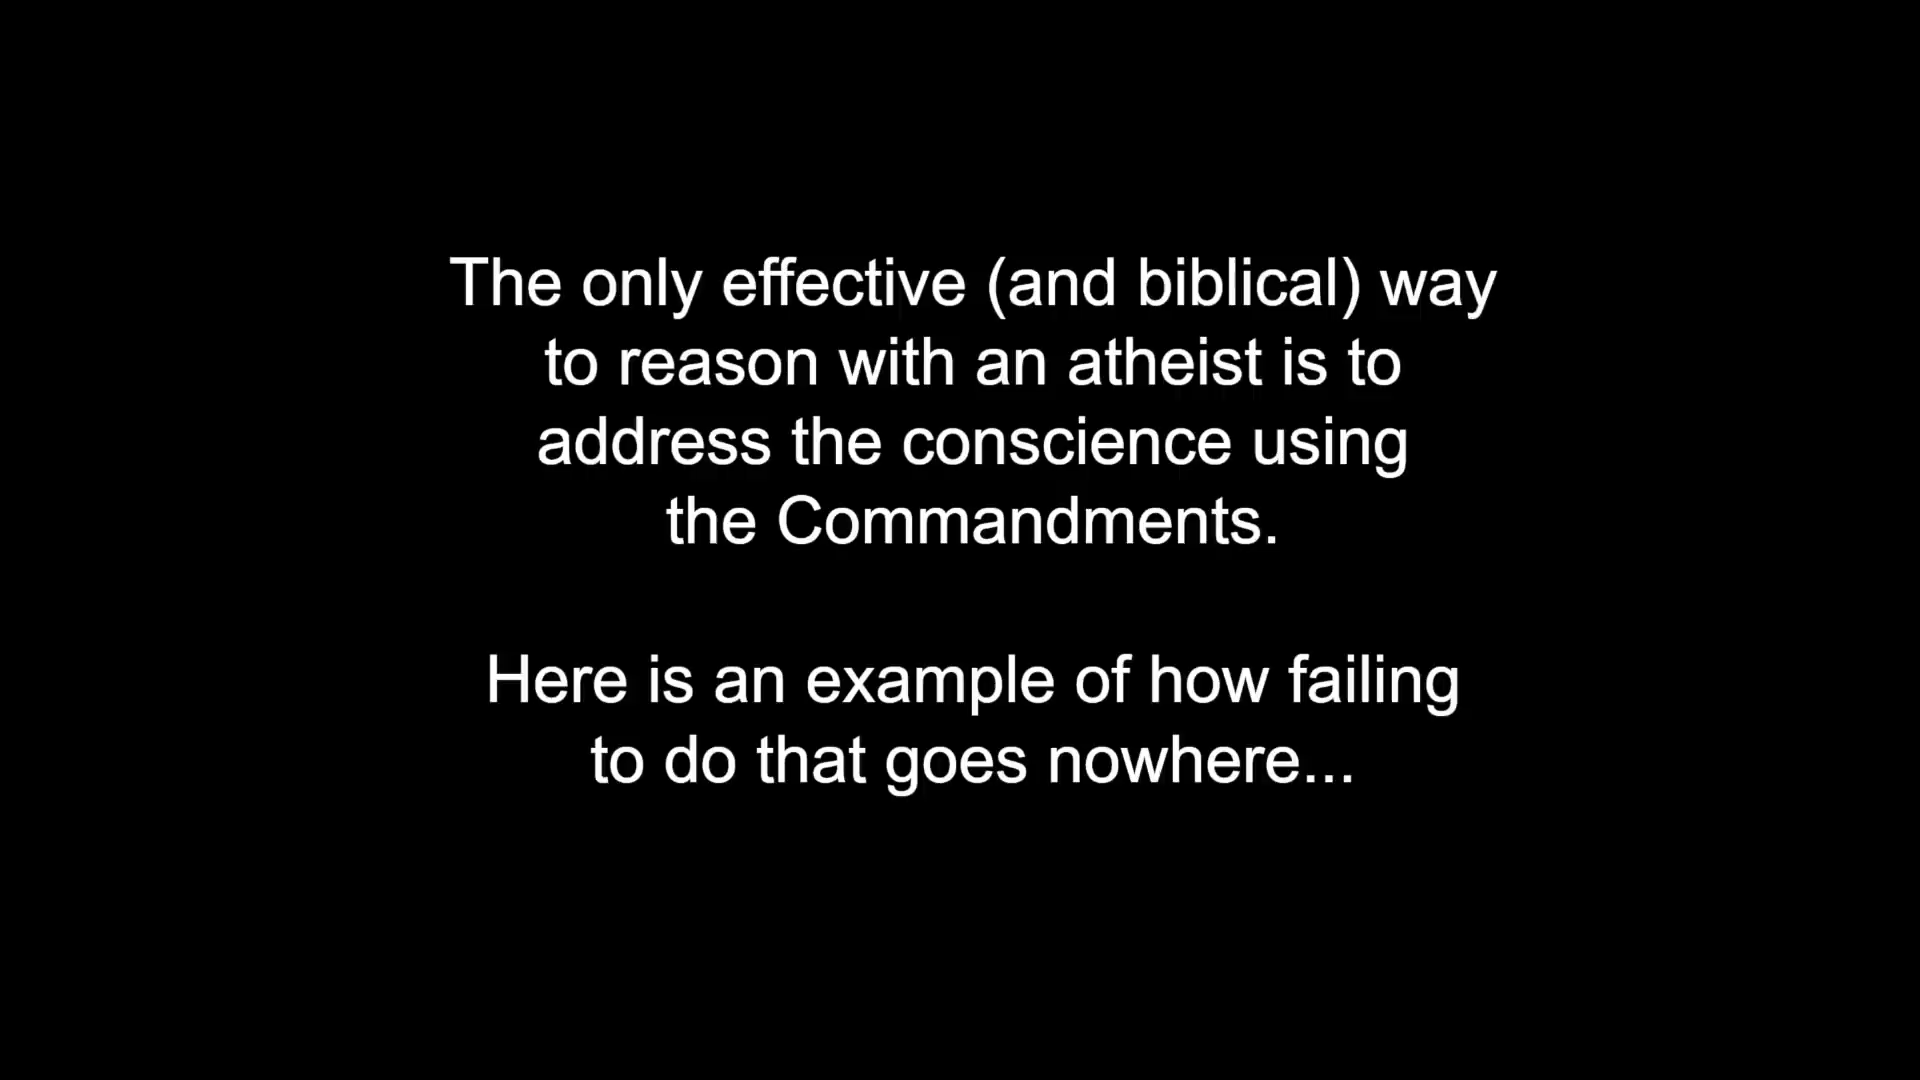 The only effective (and biblical) way
to reason with an atheist is to
address the conscience using
the Commandments.
Here is an example of how failing
to do that goes nowhere...